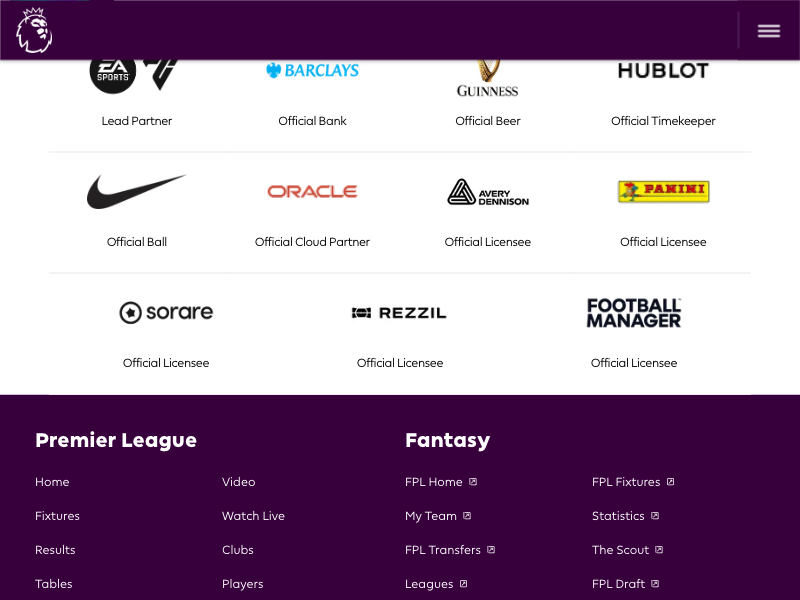 EA SPORTS
BARCLAYS
GUINNESS
HUBLOT
Lead Partner
Official Bank
Official Beer
Official Timekeeper
ORACLE
AVERY DENNISON
PANINI
Official Ball
Official Cloud Partner
Official Licensee
Official Licensee
sorare
REZZIL
FOOTBALL MANAGER
Official Licensee
Official Licensee
Official Licensee
Premier League
Fantasy
Home
Video
FPL Home
FPL Fixtures
Fixtures
Watch Live
My Team
Statistics
Results
Clubs
FPL Transfers
The Scout
Tables
Players
Leagues
FPL Draft